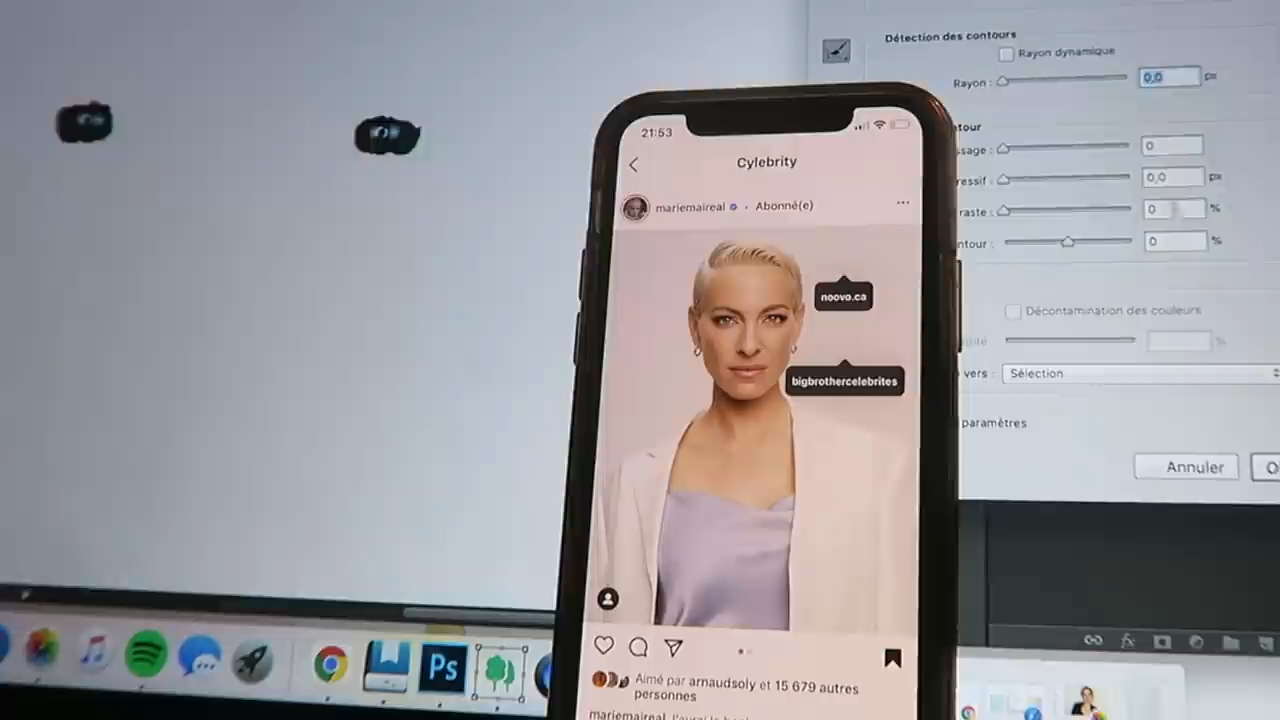 Détection des contours
Rayon dynamique
Rayon :
0,0
px
tour
ssage :
0
ressif :
0,0
px
raste :
0
%
ntour :
0
%
Décontamination des couleurs
%
vers :
Sélection
paramètres
Annuler
O
21:53
Cylebrity
mariemaireal
· Abonné(e)
noovo.ca
bigbrothercelebrites
Aimé par arnaudsoly et 15 679 autres
personnes
mariemaireal
Ps
fx